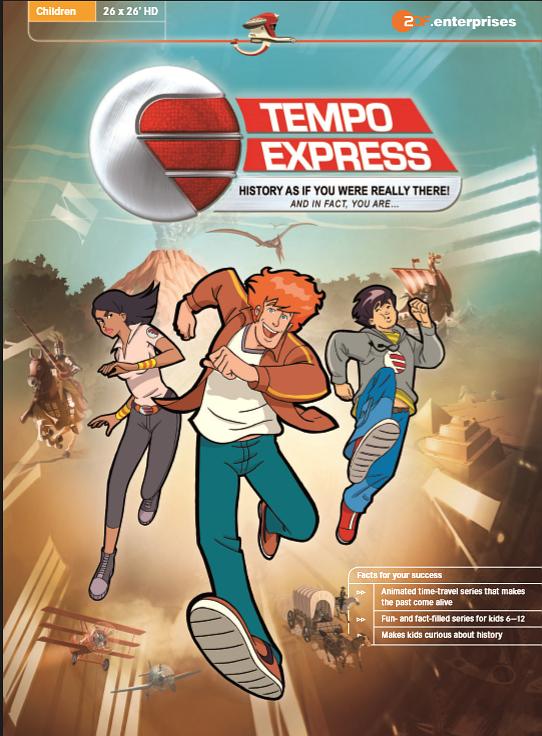 Children 26 x 26' HD
ZDF.enterprises
TEMPO
EXPRESS
HISTORY AS IF YOU WERE REALLY THERE!
AND IN FACT, YOU ARE...
Facts for your success
Animated time-travel series that makes
the past come alive
Fun- and fact-filled series for kids 6–12
Makes kids curious about history